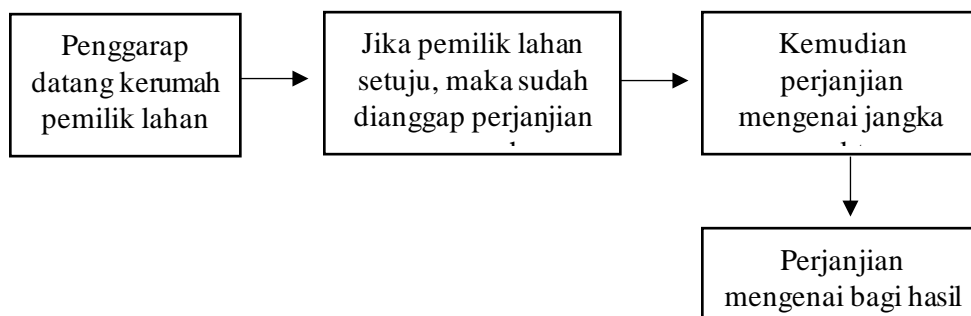 Penggarap
datang kerumah
pemilik lahan
Jika pemilik lahan
setuju, maka sudah
dianggap perjanjian
Kemudian
perjanjian
mengenai jangka
Perjanjian
mengenai bagi hasil